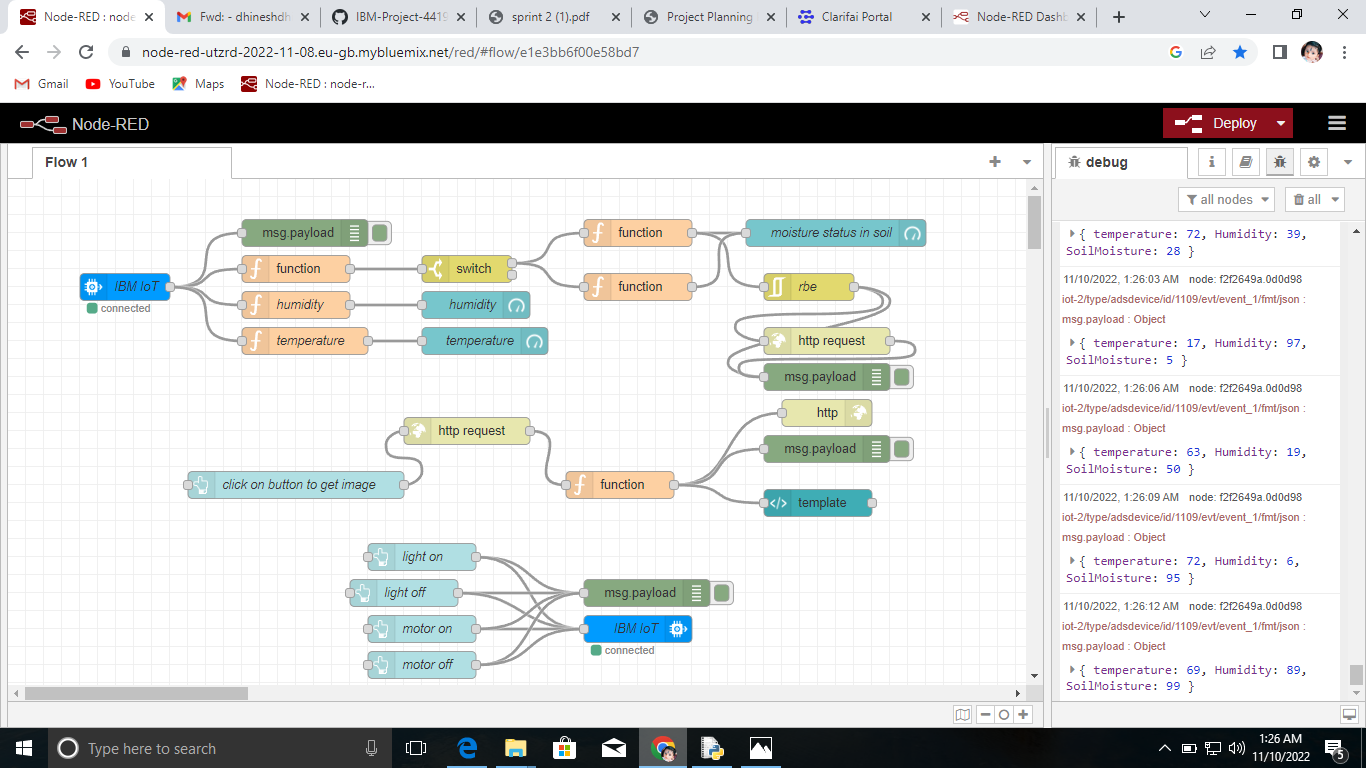 Node-RED : node
Fwd: - dhineshdh
IBM-Project-4419
sprint 2 (1).pdf
Project Planning
Clarifai Portal
Node-RED Dashb
node-red-utzrd-2022-11-08.eu-gb.mybluemix.net/red/#flow/e1e3bb6f00e58bd7
Gmail
YouTube
Maps
Node-RED : node-r...
Node-RED
Deploy
Flow 1
debug
all nodes
all
msg.payload
function
humidity
temperature
IBM IoT
connected
switch
humidity
temperature
function
function
moisture status in soil
rbe
http request
msg.payload
http request
click on button to get image
function
http
msg.payload
template
light on
light off
motor on
motor off
msg.payload
IBM IoT
connected
{ temperature: 72, Humidity: 39,
SoilMoisture: 28 }
11/10/2022, 1:26:03 AM node: f2f2649a.0d0d98
iot-2/type/adsdevice/id/1109/evt/event_1/fmt/json :
msg.payload : Object
{ temperature: 17, Humidity: 97,
SoilMoisture: 5 }
11/10/2022, 1:26:06 AM node: f2f2649a.0d0d98
iot-2/type/adsdevice/id/1109/evt/event_1/fmt/json :
msg.payload : Object
{ temperature: 63, Humidity: 19,
SoilMoisture: 50 }
11/10/2022, 1:26:09 AM node: f2f2649a.0d0d98
iot-2/type/adsdevice/id/1109/evt/event_1/fmt/json :
msg.payload : Object
{ temperature: 72, Humidity: 6,
SoilMoisture: 95 }
11/10/2022, 1:26:12 AM node: f2f2649a.0d0d98
iot-2/type/adsdevice/id/1109/evt/event_1/fmt/json :
msg.payload : Object
{ temperature: 69, Humidity: 89,
SoilMoisture: 99 }
Type here to search
1:26 AM
11/10/2022
5